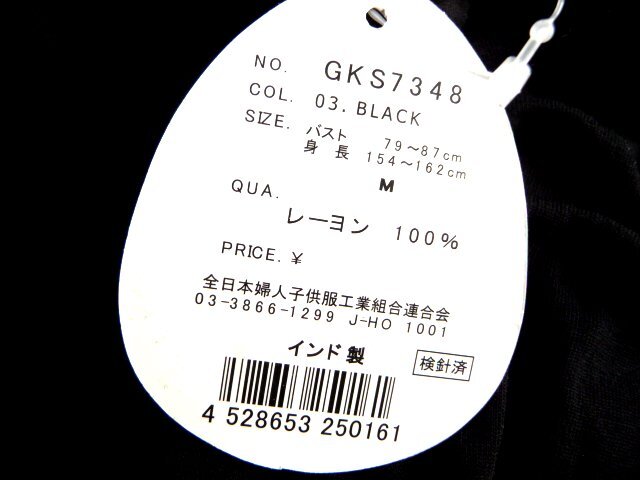 NO. GKS7348
COL. 03.BLACK
SIZE. バスト 79～87cm
身 長 154～162cm
M
QUA. レーヨン 100%
PRICE.¥
全日本婦人子供服工業組合連合会
03-3866-1299 J-HO 1001
インド製 検針済
4 528653 250161